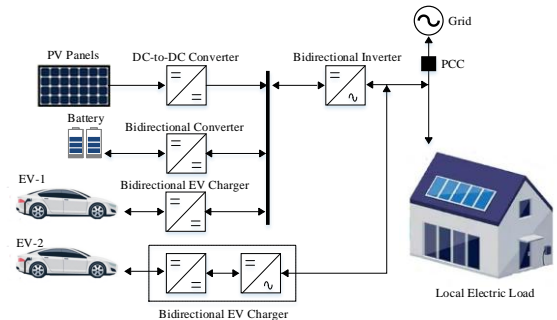 Grid
PV Panels
DC-to-DC Converter
Bidirectional Inverter
PCC
Battery
Bidirectional Converter
EV-1
Bidirectional EV Charger
EV-2
Local Electric Load
Bidirectional EV Charger